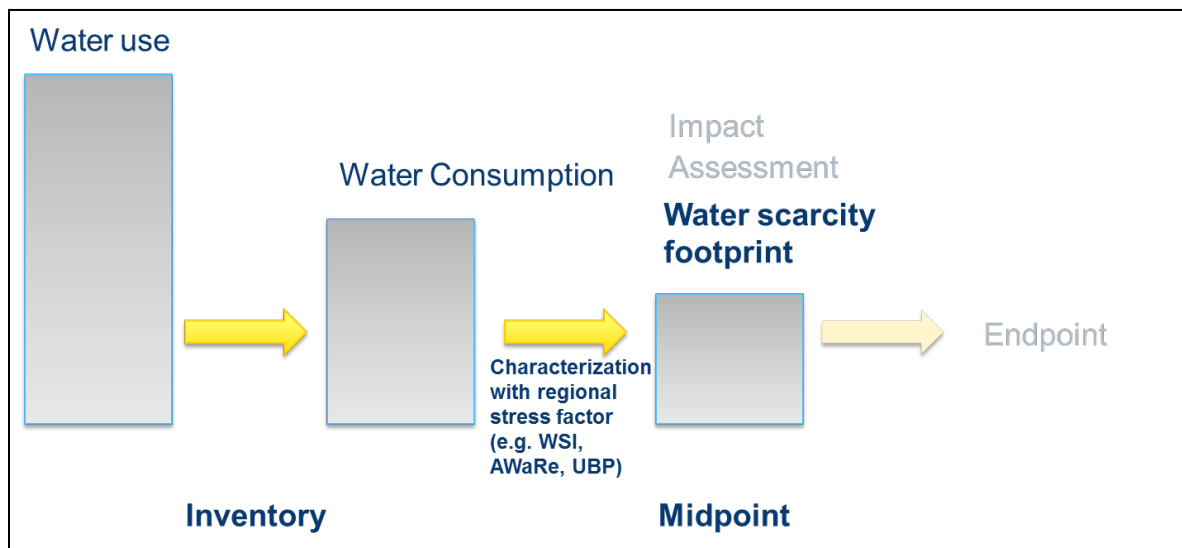 Water use
Water Consumption
Impact
Assessment
Water scarcity
footprint
Characterization
with regional
stress factor
(e.g. WSI,
AWaRe, UBP)
Endpoint
Inventory
Midpoint